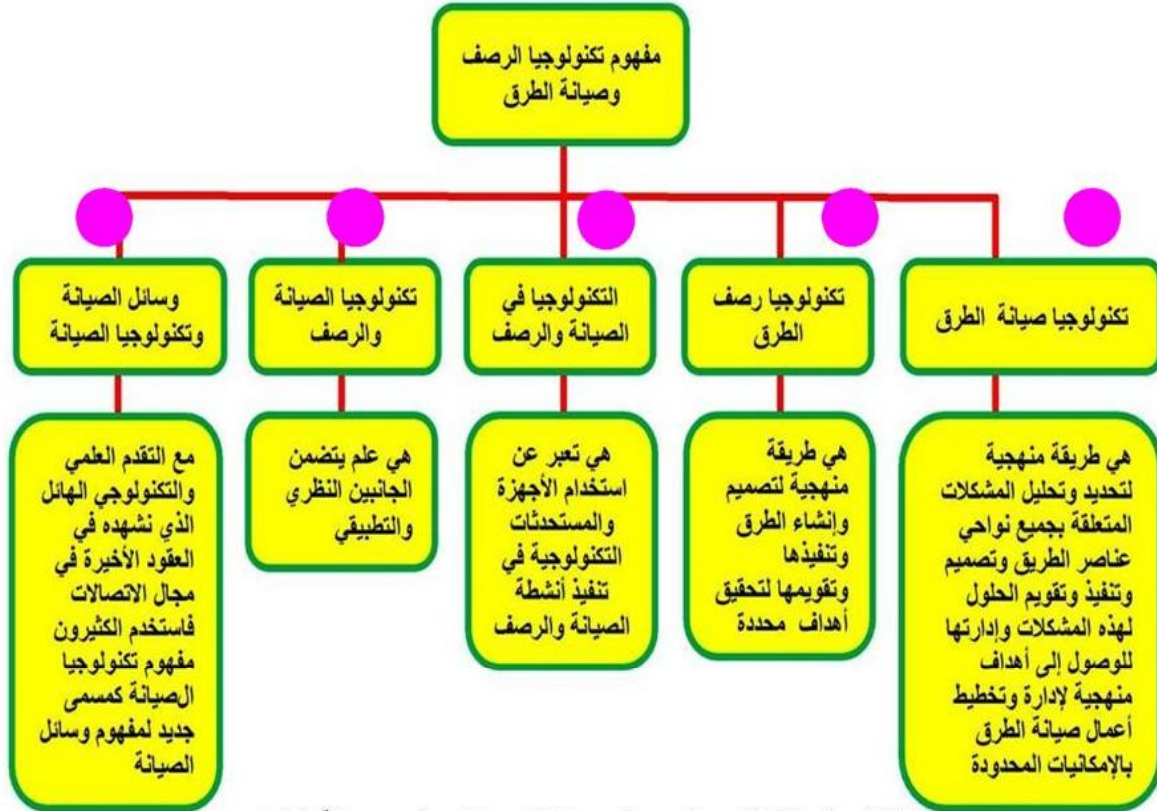 مفهوم تكنولوجيا الرصف
وصيانة الطرق
تكنولوجيا صيانة الطرق
هي طريقة منهجية
لتحديد وتحليل المشكلات
المتعلقة بجميع نواحي
عناصر الطريق وتصميم
وتنفيذ وتقويم الحلول
لهذه المشكلات وإدارتها
للوصول إلى أهداف
منهجية لإدارة وتخطيط
أعمال صيانة الطرق
بالإمكانيات المحدودة
تكنولوجيا رصف
الطرق
هي طريقة
منهجية لتصميم
وإنشاء الطرق
وتنفيذها
وتقويمها لتحقيق
أهداف محددة
التكنولوجيا في
الصيانة والرصف
هي تعبر عن
استخدام الأجهزة
والمستحدثات
التكنولوجية في
تنفيذ أنشطة
الصيانة والرصف
تكنولوجيا الصيانة
والرصف
هي علم يتضمن
الجانبين النظري
والتطبيقي
وسائل الصيانة
وتكنولوجيا الصيانة
مع التقدم العلمي
والتكنولوجي الهائل
الذي نشهده في
العقود الأخيرة في
مجال الاتصالات
فاستخدم الكثيرون
مفهوم تكنولوجيا
الصيانة كمسمى
جديد لمفهوم وسائل
الصيانة